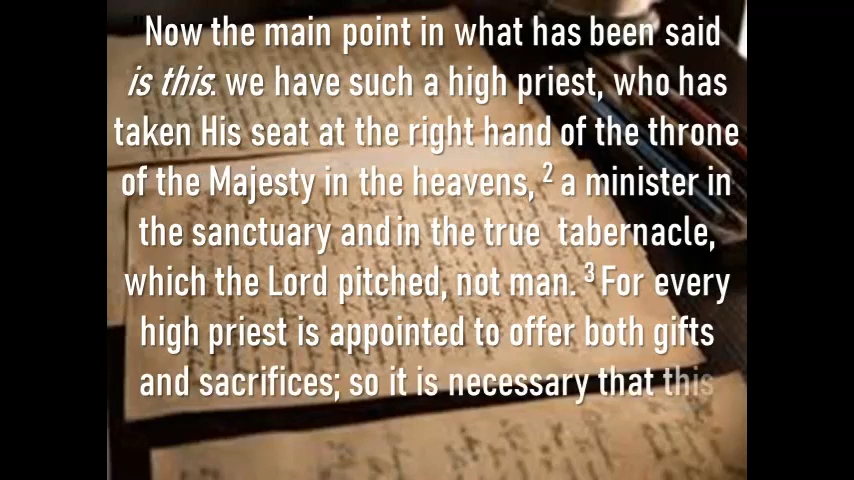 Now the main point in what has been said
is this: we have such a high priest, who has
taken His seat at the right hand of the throne
of the Majesty in the heavens, 2 a minister in
the sanctuary and in the true tabernacle,
which the Lord pitched, not man. 3 For every
high priest is appointed to offer both gifts
and sacrifices; so it is necessary that this